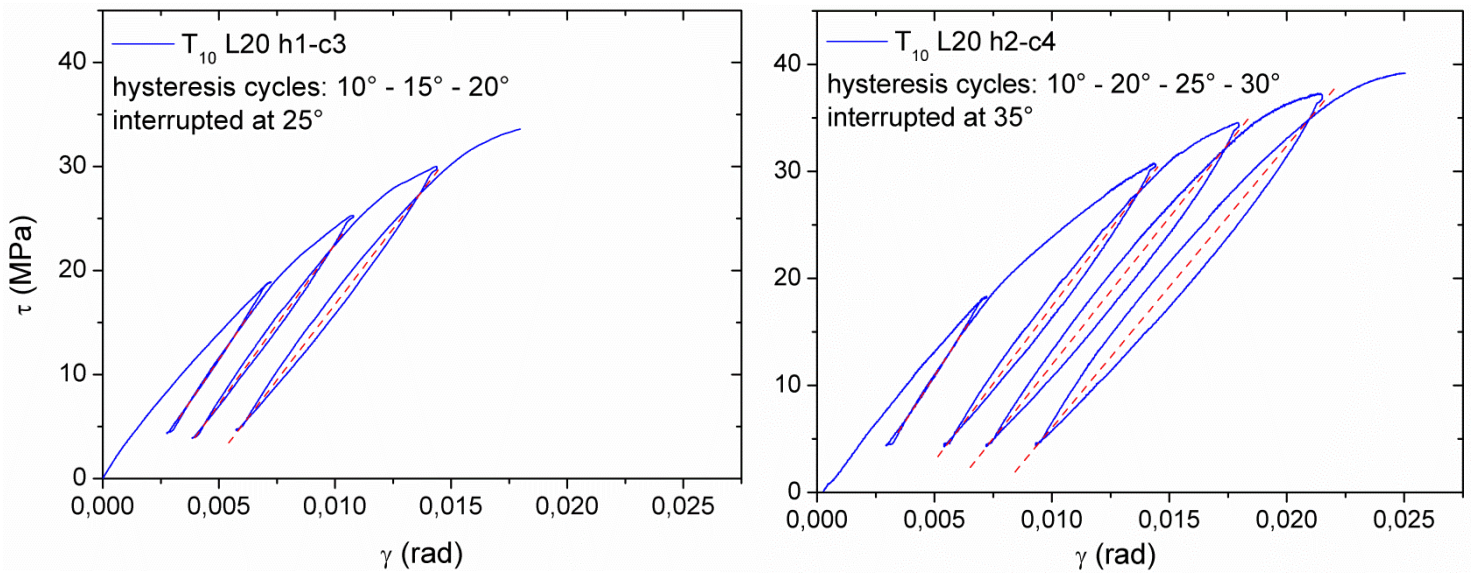 T10 L20 h1-c3
hysteresis cycles: 10° - 15° - 20°
interrupted at 25°
40
30
20
10
0
τ (MPa)
0,000 0,005 0,010 0,015 0,020 0,025
γ (rad)
T10 L20 h2-c4
hysteresis cycles: 10° - 20° - 25° - 30°
interrupted at 35°
40
30
20
10
0
0,000 0,005 0,010 0,015 0,020 0,025
γ (rad)